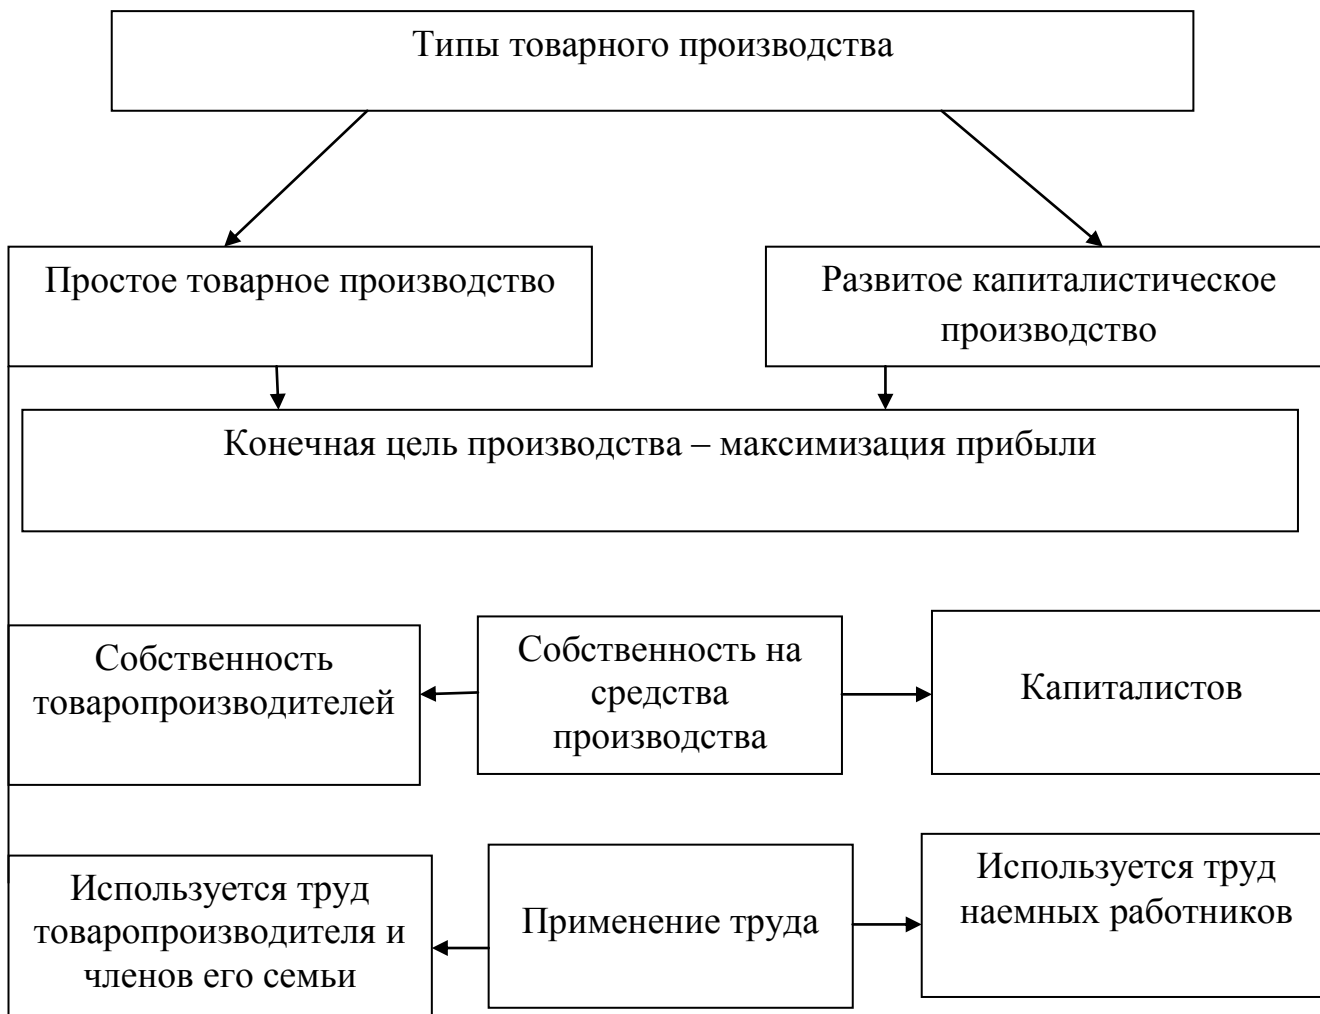 Типы товарного производства
Простое товарное производство
Развитое капиталистическое
производство
Конечная цель производства – максимизация прибыли
Собственность
товаропроизводителей
Собственность на
средства
производства
Капиталистов
Используется труд
товаропроизводителя и
членов его семьи
Применение труда
Используется труд
наемных работников